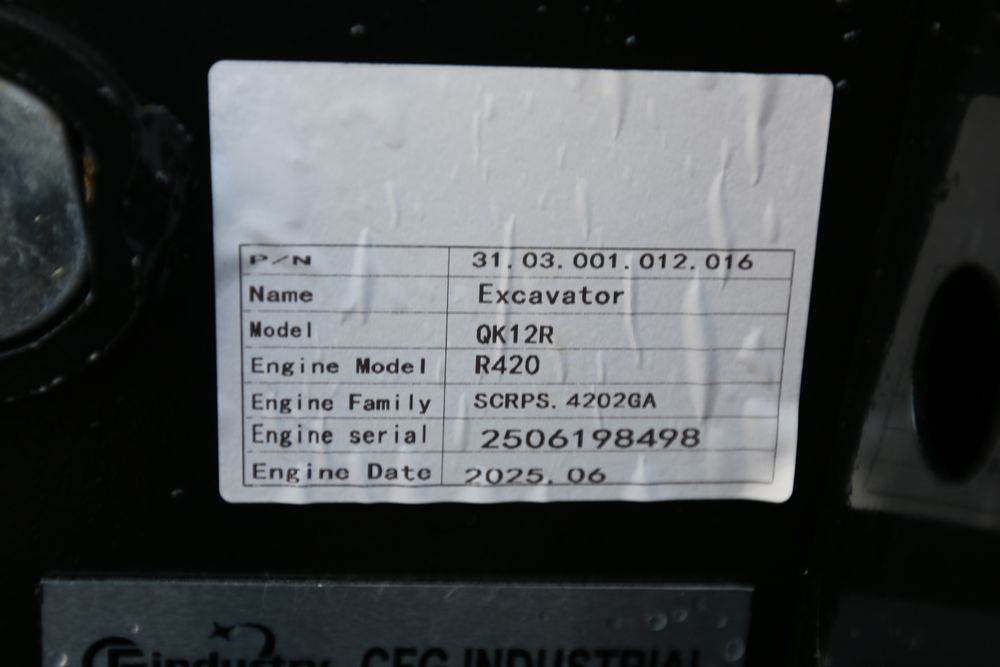 P/N 31.03.001.012.016
Name Excavator
Model QK12R
Engine Model R420
Engine Family SCRPS.4202GA
Engine serial 2506198498
Engine Date 2025.06
industry CFG INDUSTRIAL